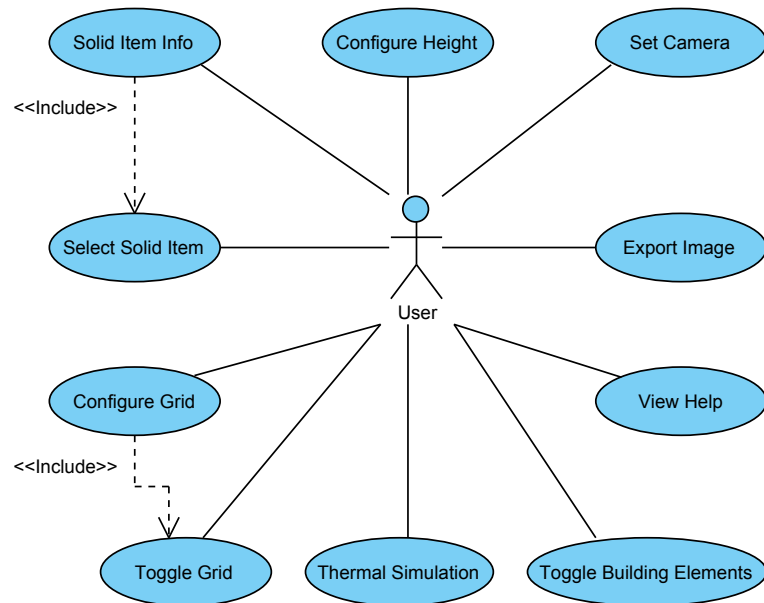 Solid Item Info
Configure Height
Set Camera
<<Include>>
Select Solid Item
Export Image
User
Configure Grid
View Help
<<Include>>
Toggle Grid
Thermal Simulation
Toggle Building Elements